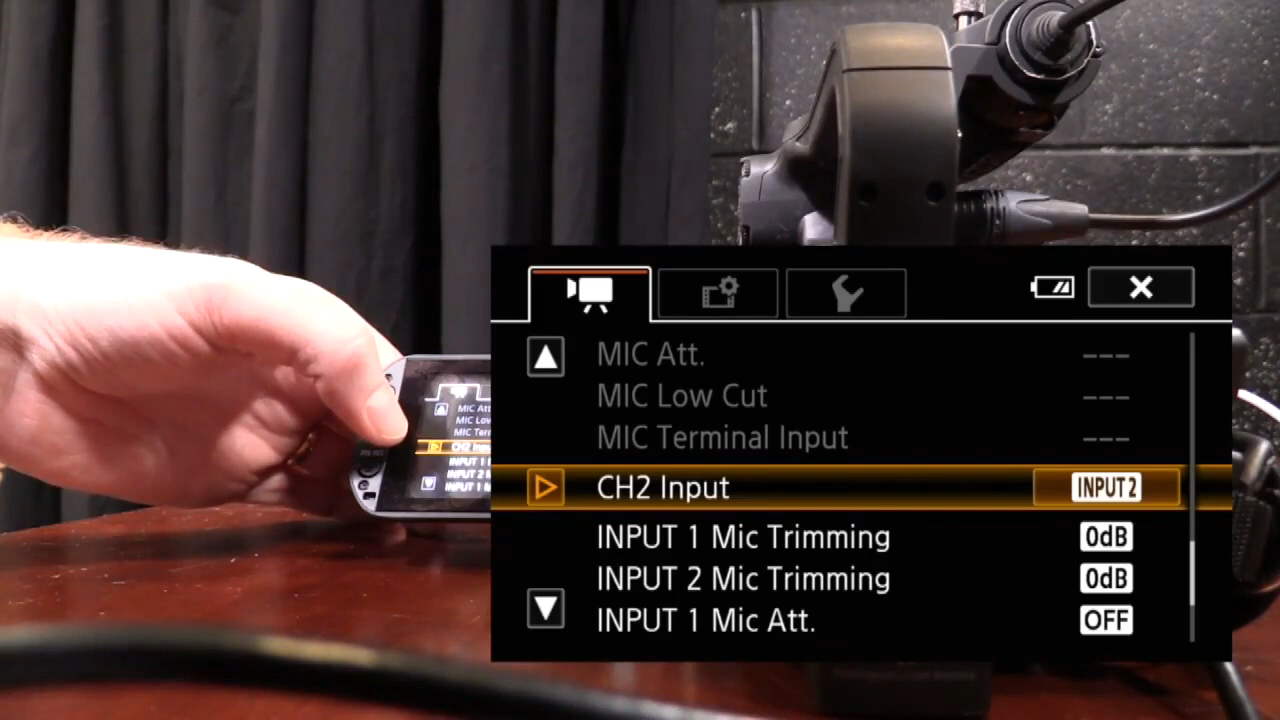 MIC Att. ---
MIC Low Cut ---
MIC Terminal Input ---
CH2 Input INPUT 2
INPUT 1 Mic Trimming 0dB
INPUT 2 Mic Trimming 0dB
INPUT 1 Mic Att. OFF